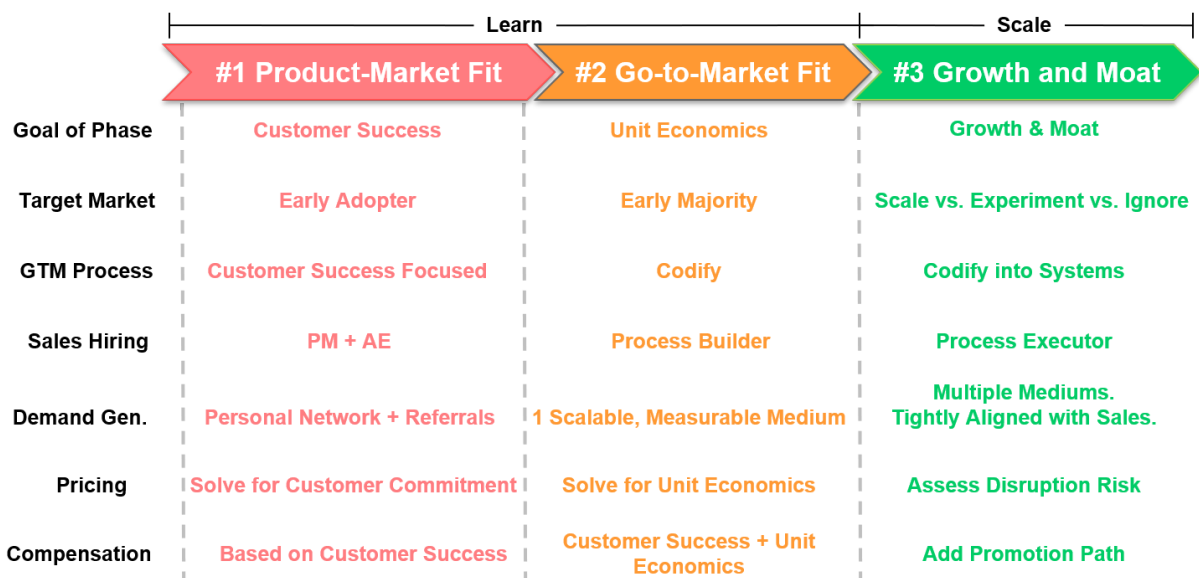 Learn
Scale
#1 Product-Market Fit
#2 Go-to-Market Fit
#3 Growth and Moat
Goal of Phase
Customer Success
Unit Economics
Growth & Moat
Target Market
Early Adopter
Early Majority
Scale vs. Experiment vs. Ignore
GTM Process
Customer Success Focused
Codify
Codify into Systems
Sales Hiring
PM + AE
Process Builder
Process Executor
Demand Gen.
Personal Network + Referrals
1 Scalable, Measurable Medium
Multiple Mediums.
Tightly Aligned with Sales.
Pricing
Solve for Customer Commitment
Solve for Unit Economics
Assess Disruption Risk
Compensation
Based on Customer Success
Customer Success + Unit
Economics
Add Promotion Path